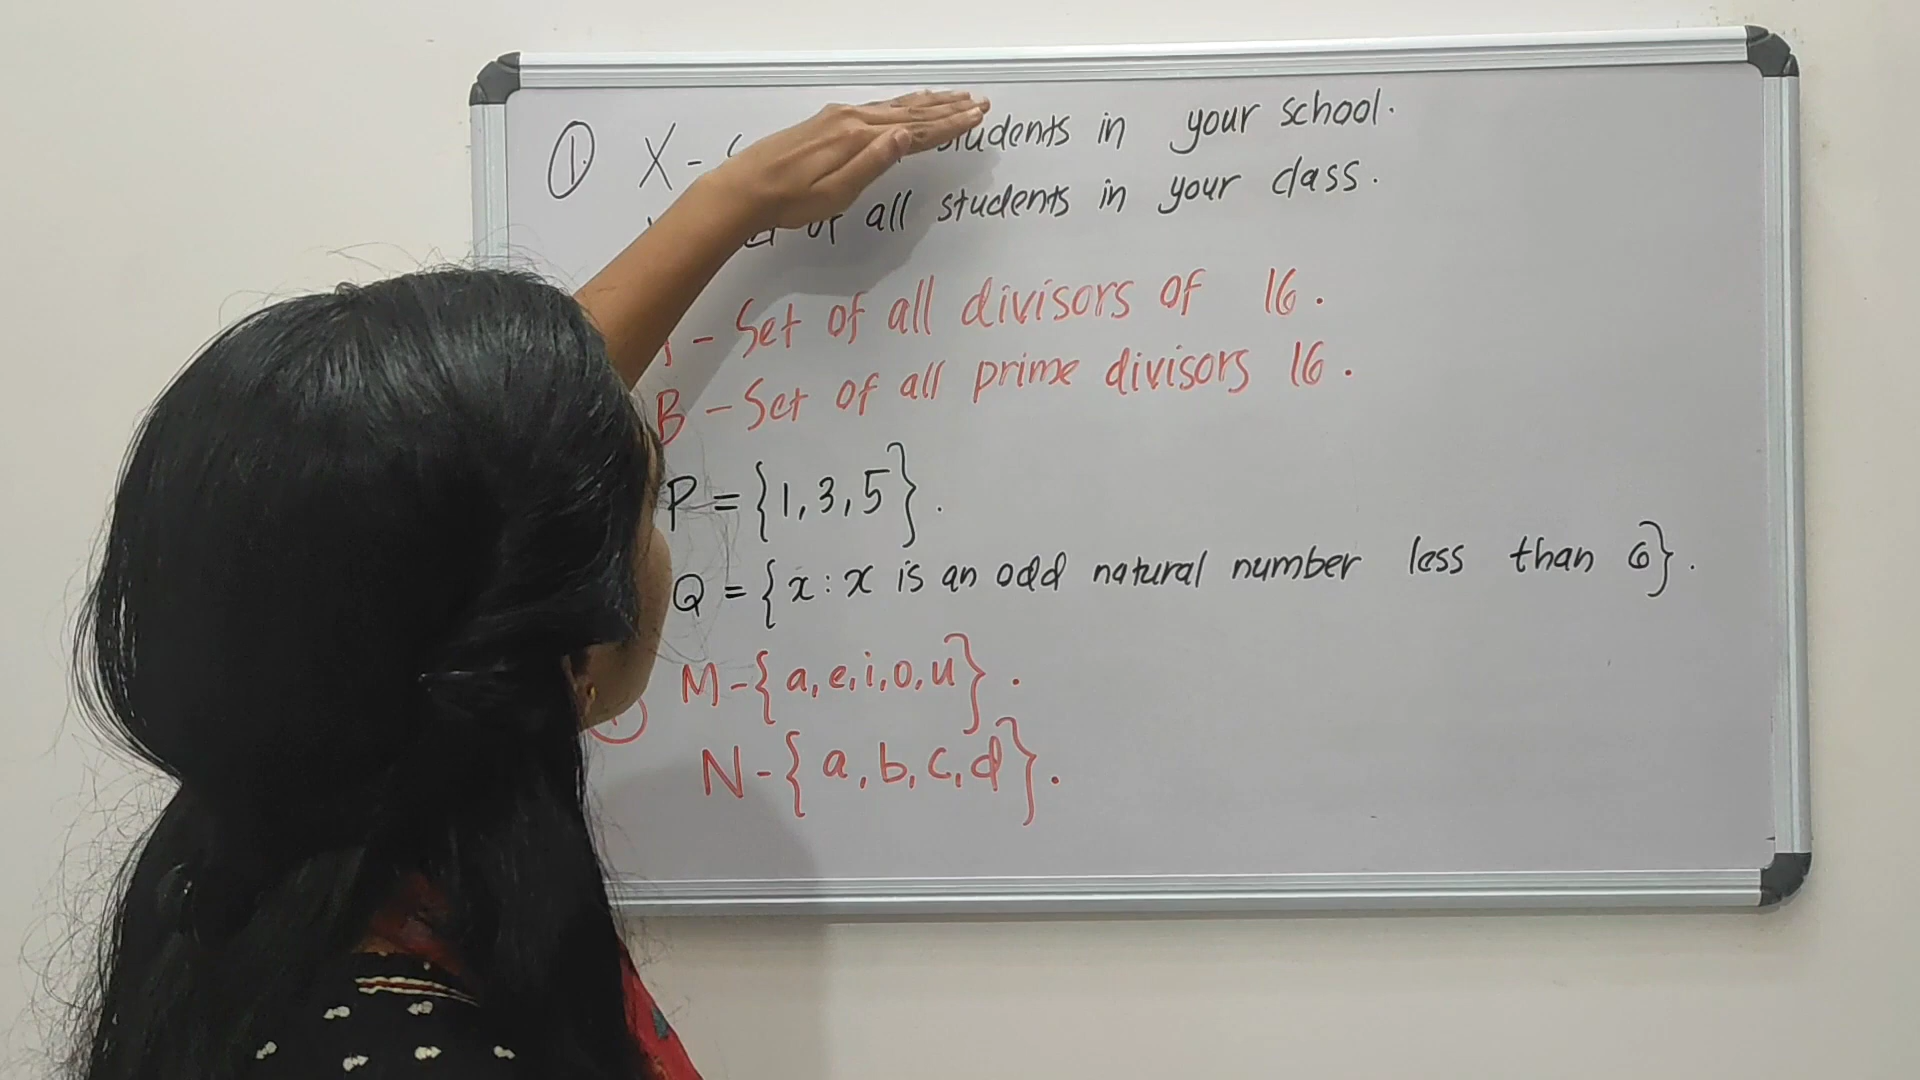 ① X - students in your school.
of all students in your class.
- Set of all divisors of 16.
B - Set of all prime divisors 16.
P = {1,3,5}.
Q = {x : x is an odd natural number less than 6}.
M - {a, e, i, o, u}.
N - {a, b, c, d}.